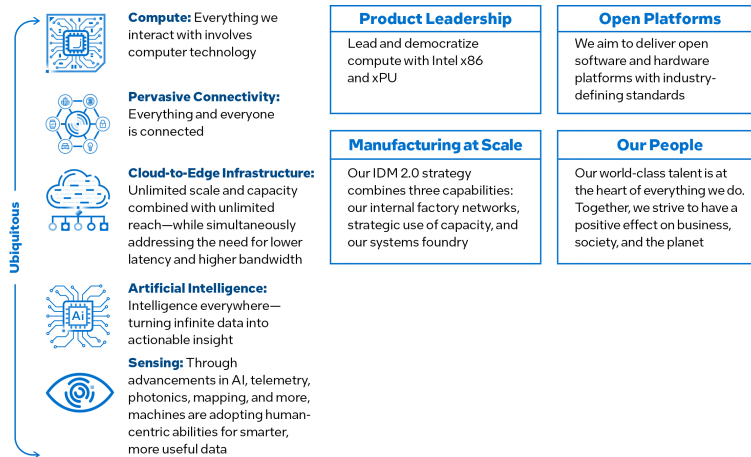 Ubiquitous
Compute: Everything we
interact with involves
computer technology
Pervasive Connectivity:
Everything and everyone
is connected
Cloud-to-Edge Infrastructure:
Unlimited scale and capacity
combined with unlimited
reach—while simultaneously
addressing the need for lower
latency and higher bandwidth
Ai
Artificial Intelligence:
Intelligence everywhere—
turning infinite data into
actionable insight
Sensing: Through
advancements in AI, telemetry,
photonics, mapping, and more,
machines are adopting human-
centric abilities for smarter,
more useful data
Product Leadership
Lead and democratize
compute with Intel x86
and xPU
Open Platforms
We aim to deliver open
software and hardware
platforms with industry-
defining standards
Manufacturing at Scale
Our IDM 2.0 strategy
combines three capabilities:
our internal factory networks,
strategic use of capacity, and
our systems foundry
Our People
Our world-class talent is at
the heart of everything we do.
Together, we strive to have a
positive effect on business,
society, and the planet